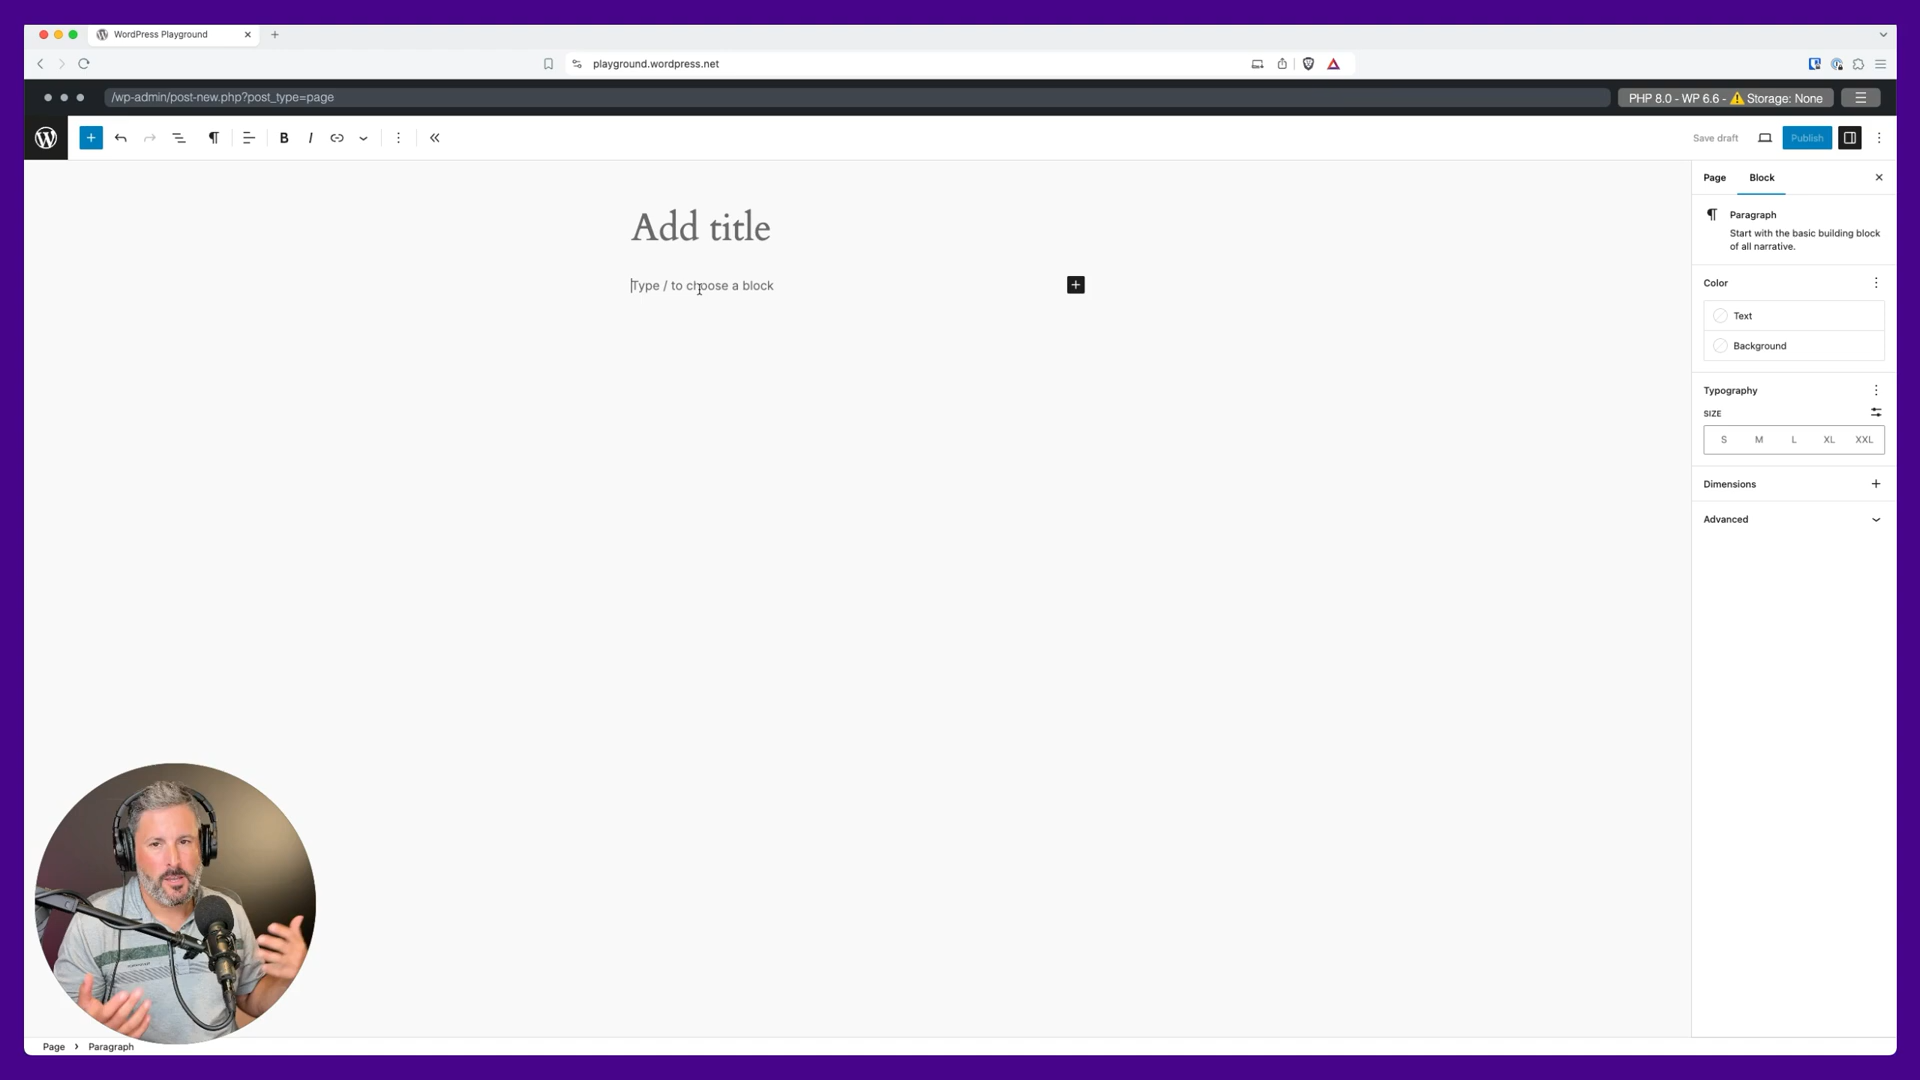 WordPress Playground
playground.wordpress.net
/wp-admin/post-new.php?post_type=page
PHP 8.0 - WP 6.6 - ⚠️ Storage: None
Save draft
Publish
Page
Block
Add title
Paragraph
Start with the basic building block
of all narrative.
Type / to choose a block
Color
Text
Background
Typography
SIZE
S M L XL XXL
Dimensions
Advanced
Page › Paragraph